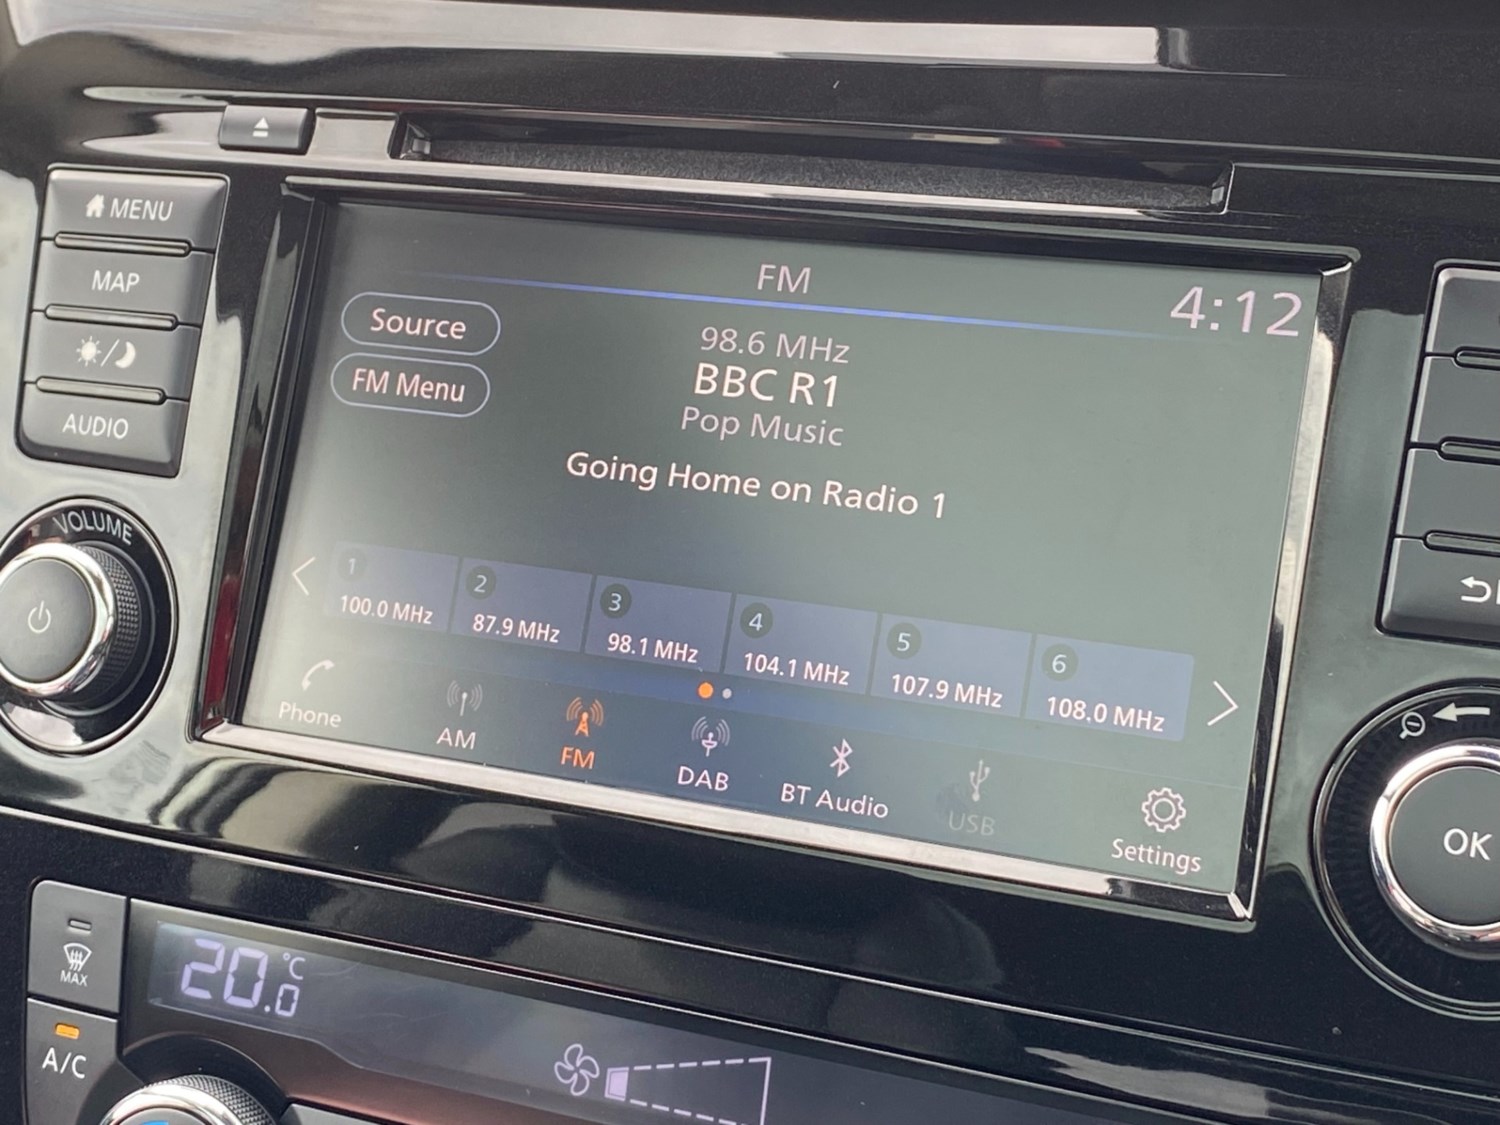 MENU
MAP
AUDIO
VOLUME
FM
4:12
Source
FM Menu
98.6 MHz
BBC R1
Pop Music
Going Home on Radio 1
1
100.0 MHz
2
87.9 MHz
3
98.1 MHz
4
104.1 MHz
5
107.9 MHz
6
108.0 MHz
Phone
AM
FM
DAB
BT Audio
USB
Settings
OK
MAX
20.0 °C
A/C